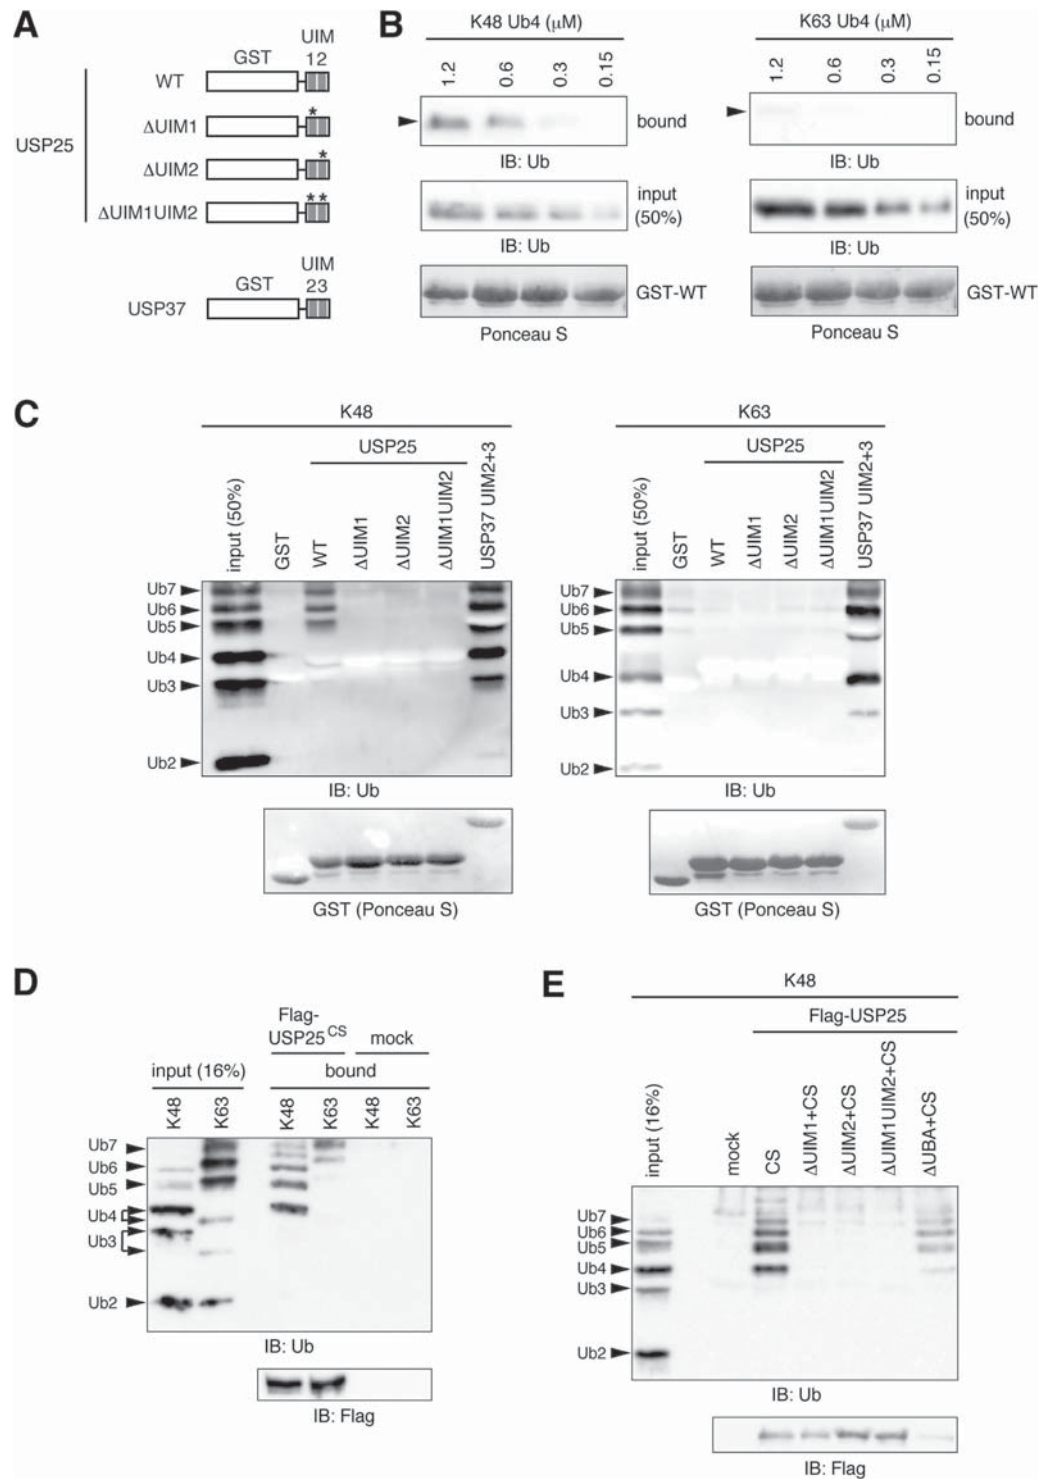 A
UIM
GST 12
WT
*
ΔUIM1
*
USP25
ΔUIM2
**
ΔUIM1UIM2
UIM
GST 23
USP37
B
K48 Ub4 (μM)
1.2 0.6 0.3 0.15
bound
IB: Ub
input
(50%)
IB: Ub
GST-WT
Ponceau S
K63 Ub4 (μM)
1.2 0.6 0.3 0.15
bound
IB: Ub
input
(50%)
IB: Ub
GST-WT
Ponceau S
C
K48
USP25
input (50%) GST WT ΔUIM1 ΔUIM2 ΔUIM1UIM2 USP37 UIM2+3
Ub7
Ub6
Ub5
Ub4
Ub3
Ub2
IB: Ub
GST (Ponceau S)
K63
USP25
input (50%) GST WT ΔUIM1 ΔUIM2 ΔUIM1UIM2 USP37 UIM2+3
Ub7
Ub6
Ub5
Ub4
Ub3
Ub2
IB: Ub
GST (Ponceau S)
D
Flag-
USP25CS mock
input (16%) bound
K48 K63 K48 K63 K48 K63
Ub7
Ub6
Ub5
Ub4
Ub3
Ub2
IB: Ub
IB: Flag
E
K48
Flag-USP25
input (16%) mock CS ΔUIM1+CS ΔUIM2+CS ΔUIM1UIM2+CS ΔUBA+CS
Ub7
Ub6
Ub5
Ub4
Ub3
Ub2
IB: Ub
IB: Flag